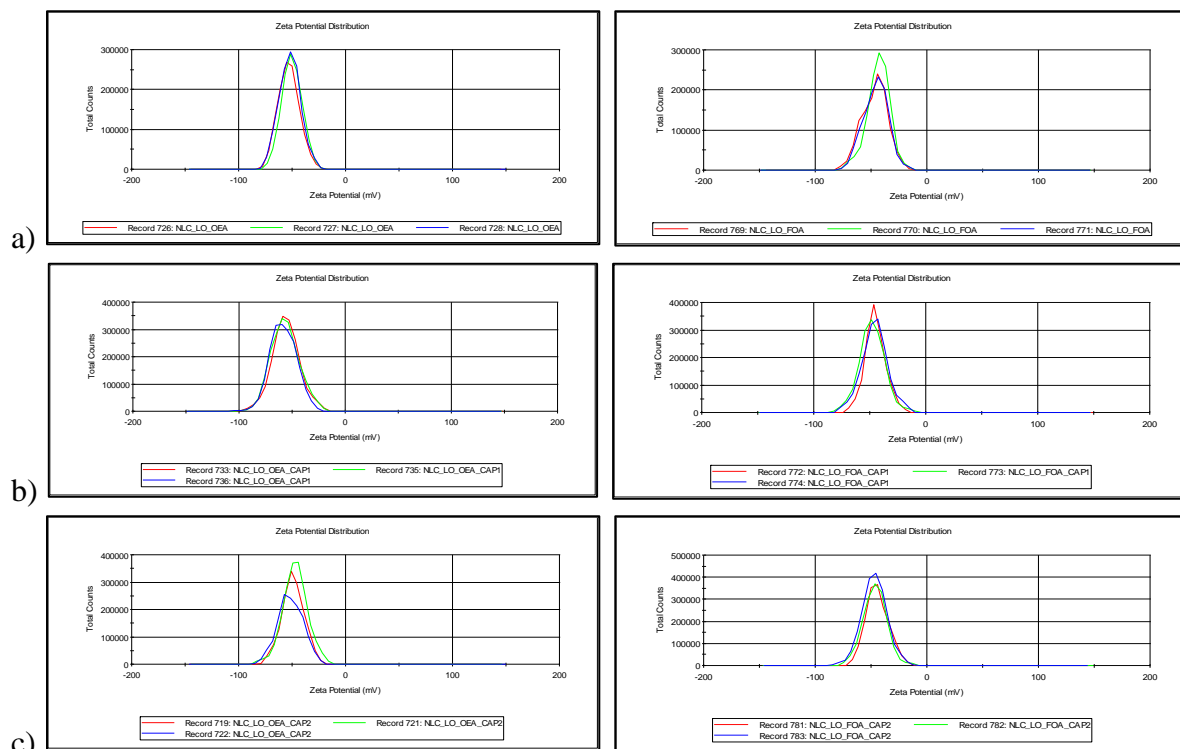 Zeta Potential Distribution
300000
200000
100000
0
Total Counts
-200 -100 0 100 200
Zeta Potential (mV)
Record 726: NLC_LO_OEA Record 727: NLC_LO_OEA Record 728: NLC_LO_OEA
a)
Zeta Potential Distribution
300000
200000
100000
0
Total Counts
-200 -100 0 100 200
Zeta Potential (mV)
Record 769: NLC_LO_FOA Record 770: NLC_LO_FOA Record 771: NLC_LO_FOA
Zeta Potential Distribution
400000
300000
200000
100000
0
Total Counts
-200 -100 0 100 200
Zeta Potential (mV)
Record 733: NLC_LO_OEA_CAP1 Record 735: NLC_LO_OEA_CAP1
Record 736: NLC_LO_OEA_CAP1
b)
Zeta Potential Distribution
400000
300000
200000
100000
0
Total Counts
-200 -100 0 100 200
Zeta Potential (mV)
Record 772: NLC_LO_FOA_CAP1 Record 773: NLC_LO_FOA_CAP1
Record 774: NLC_LO_FOA_CAP1
Zeta Potential Distribution
400000
300000
200000
100000
0
Total Counts
-200 -100 0 100 200
Zeta Potential (mV)
Record 719: NLC_LO_OEA_CAP2 Record 721: NLC_LO_OEA_CAP2
Record 722: NLC_LO_OEA_CAP2
c)
Zeta Potential Distribution
500000
400000
300000
200000
100000
0
Total Counts
-200 -100 0 100 200
Zeta Potential (mV)
Record 781: NLC_LO_FOA_CAP2 Record 782: NLC_LO_FOA_CAP2
Record 783: NLC_LO_FOA_CAP2